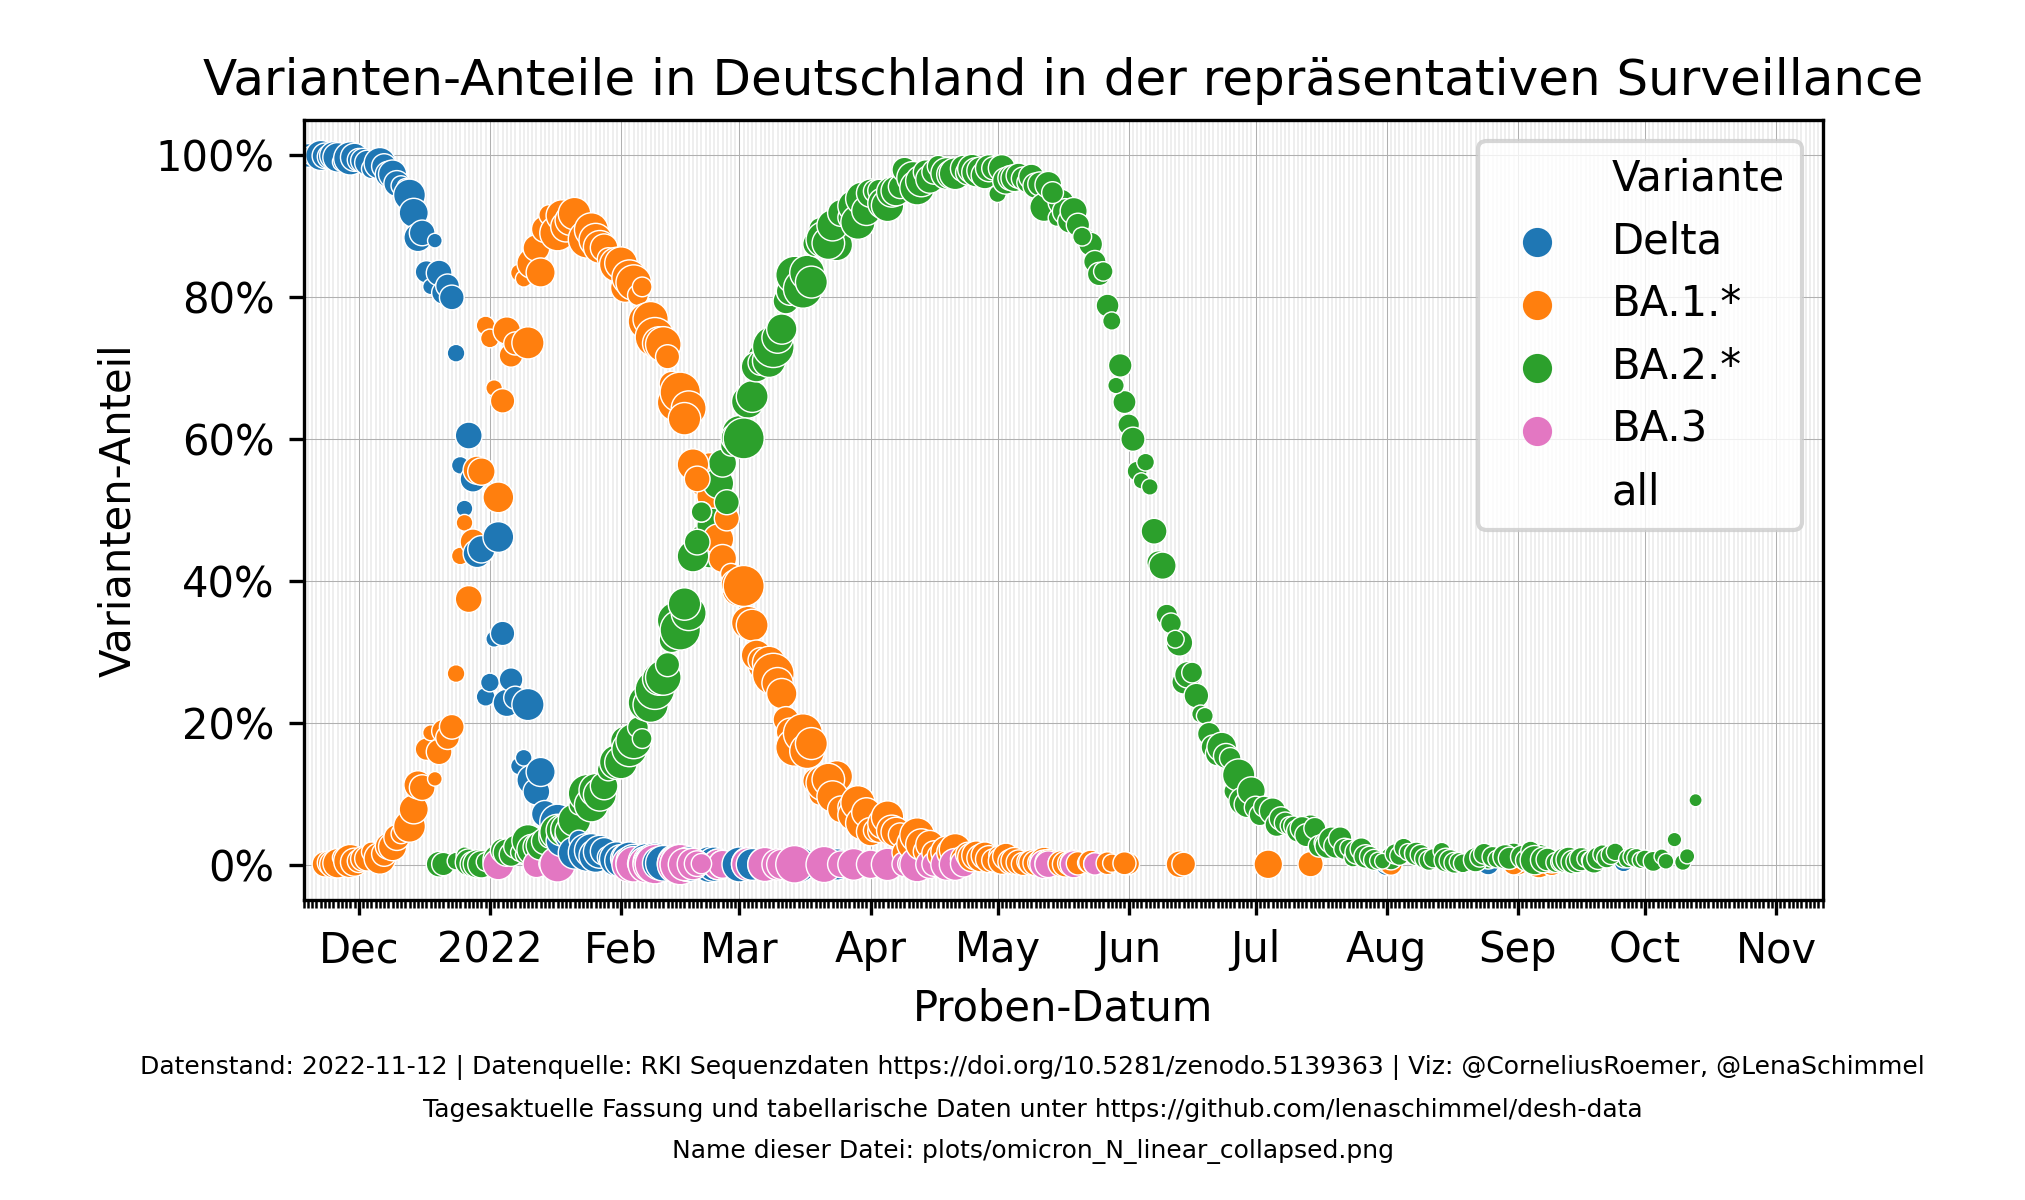 Varianten-Anteile in Deutschland in der repräsentativen Surveillance
Varianten-Anteil
100%
80%
60%
40%
20%
0%
Variante
Delta
BA.1.*
BA.2.*
BA.3
all
Dec 2022 Feb Mar Apr May Jun Jul Aug Sep Oct Nov
Proben-Datum
Datenstand: 2022-11-12 | Datenquelle: RKI Sequenzdaten https://doi.org/10.5281/zenodo.5139363 | Viz: @CorneliusRoemer, @LenaSchimmel
Tagesaktuelle Fassung und tabellarische Daten unter https://github.com/lenaschimmel/desh-data
Name dieser Datei: plots/omicron_N_linear_collapsed.png